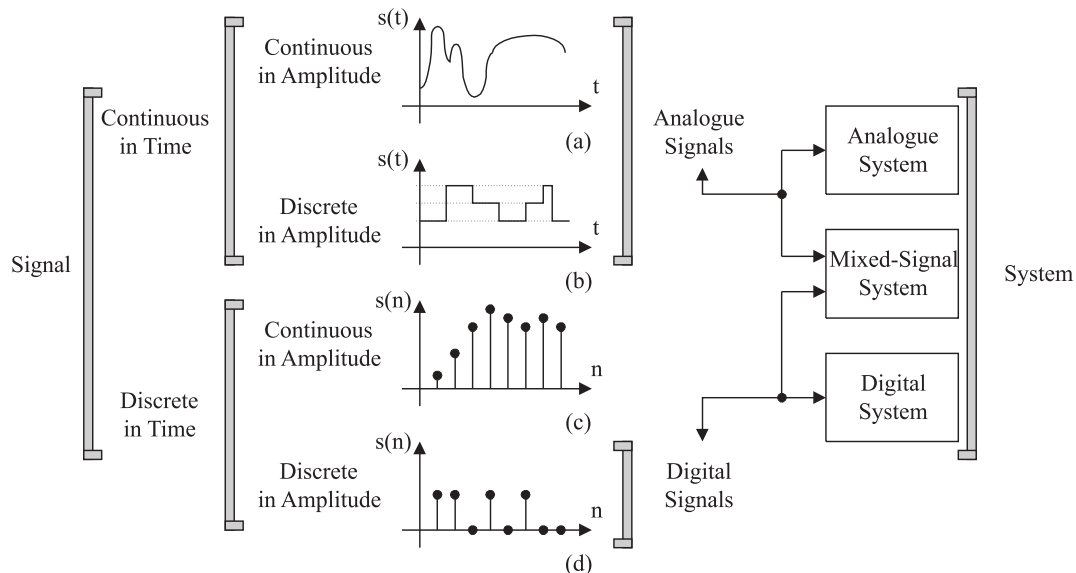 Signal
Continuous
in Time
Discrete
in Time
Continuous
in Amplitude
s(t)
t
(a)
Discrete
in Amplitude
s(t)
t
(b)
Continuous
in Amplitude
s(n)
n
(c)
Discrete
in Amplitude
s(n)
n
(d)
Analogue
Signals
Digital
Signals
Analogue
System
Mixed-Signal
System
Digital
System
System